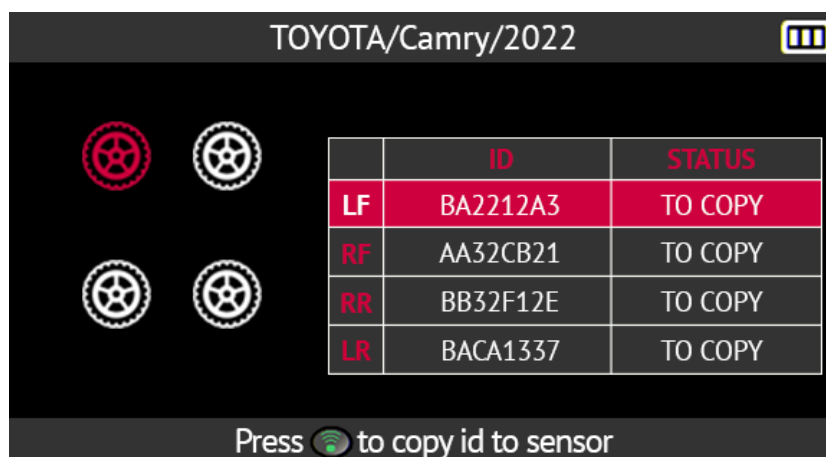 TOYOTA/Camry/2022
ID STATUS
LF BA2212A3 TO COPY
RF AA32CB21 TO COPY
RR BB32F12E TO COPY
LR BACA1337 TO COPY
Press to copy id to sensor